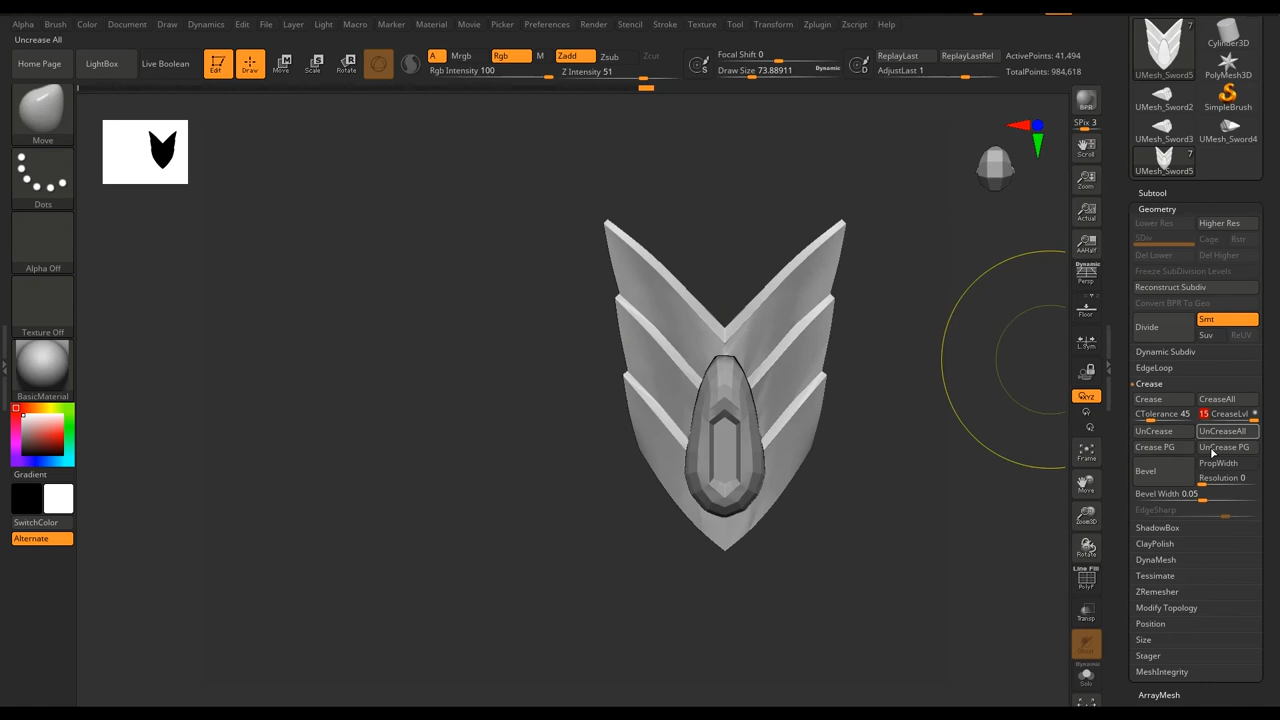 Alpha Brush Color Document Draw Dynamics Edit File Layer Light Macro Marker Material Movie Picker Preferences Render Stencil Stroke Texture Tool Transform Zplugin Zscript Help
Uncrease All
Home Page LightBox Live Boolean Edit Draw Move Scale Rotate
A Mrgb Rgb M Zadd Zsub Zcut
Rgb Intensity 100 Z Intensity 51
S Focal Shift 0
Draw Size 73.88911 Dynamic
D ReplayLast ReplayLastRel
AdjustLast 1
ActivePoints: 41,494
TotalPoints: 984,618
Move
Dots
Alpha Off
Texture Off
BasicMaterial
Gradient
SwitchColor
Alternate
BPR
SPix 3
Scroll
Zoom
Actual
AAHalf
Dynamic
Persp
Floor
L.Sym
XYZ
Frame
Move
Zoom3D
Rotate
Line Fill
PolyF
Transp
Dynamic
Solo
7
UMesh_Sword5
Cylinder3D
PolyMesh3D
UMesh_Sword2 SimpleBrush
UMesh_Sword3 UMesh_Sword4
7
UMesh_Sword5
Subtool
Geometry
Lower Res Higher Res
SDiv Cage Rstr
Del Lower Del Higher
Freeze SubDivision Levels
Reconstruct Subdiv
Convert BPR To Geo
Divide Smt
Suv ReUV
Dynamic Subdiv
EdgeLoop
Crease
Crease CreaseAll
CTolerance 45 15 CreaseLvl
UnCrease UnCreaseAll
Crease PG UnCrease PG
Bevel PropWidth
Resolution 0
Bevel Width 0.05
EdgeSharp
ShadowBox
ClayPolish
DynaMesh
Tessimate
ZRemesher
Modify Topology
Position
Size
Stager
MeshIntegrity
ArrayMesh